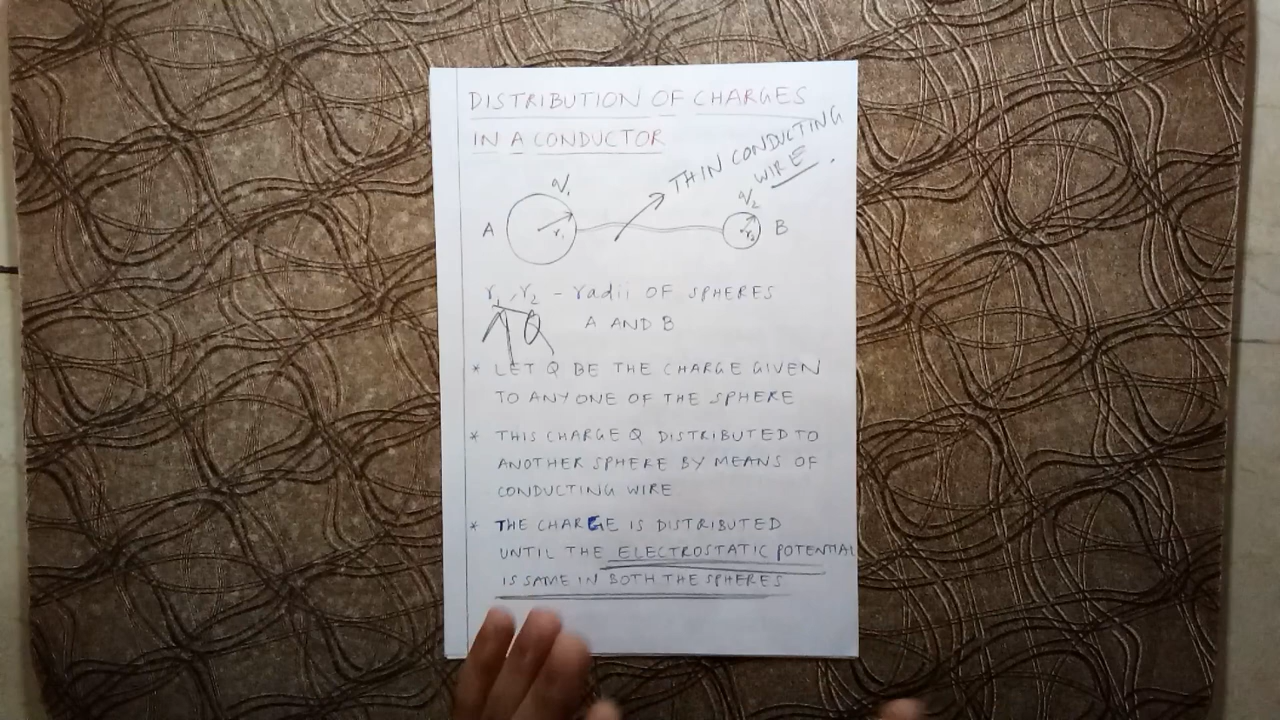 DISTRIBUTION OF CHARGES
IN A CONDUCTOR
THIN CONDUCTING
WIRE.
q₁
q₂
A
r₁
r₂
B
r₁, r₂ - radii OF SPHERES
A AND B
* LET Q BE THE CHARGE GIVEN
TO ANY ONE OF THE SPHERE
* THIS CHARGE Q DISTRIBUTED TO
ANOTHER SPHERE BY MEANS OF
CONDUCTING WIRE
* THE CHARGE IS DISTRIBUTED
UNTIL THE ELECTROSTATIC POTENTIAL
IS SAME IN BOTH THE SPHERES